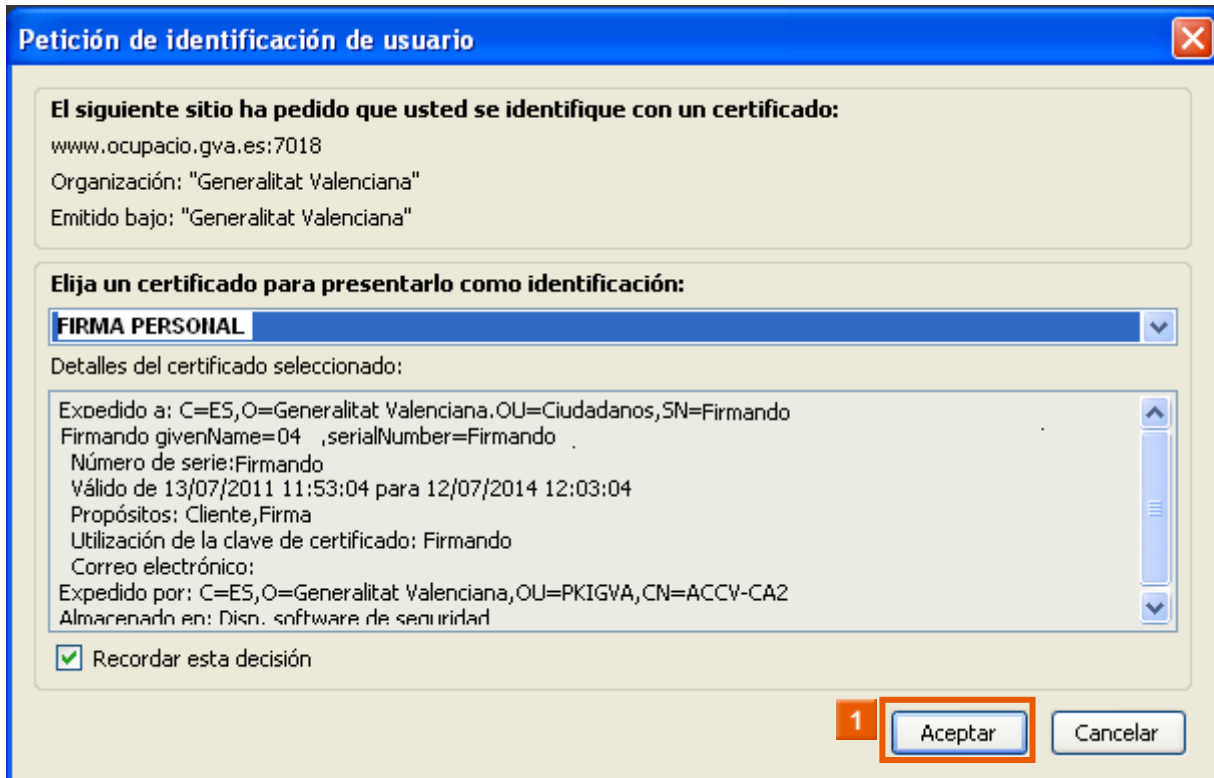 Petición de identificación de usuario
El siguiente sitio ha pedido que usted se identifique con un certificado:
www.ocupacio.gva.es:7018
Organización: "Generalitat Valenciana"
Emitido bajo: "Generalitat Valenciana"
Elija un certificado para presentarlo como identificación:
FIRMA PERSONAL
Detalles del certificado seleccionado:
Expedido a: C=ES,O=Generalitat Valenciana.OU=Ciudadanos,SN=Firmando
Firmando givenName=04 ,serialNumber=Firmando .
Número de serie:Firmando
Válido de 13/07/2011 11:53:04 para 12/07/2014 12:03:04
Propósitos: Cliente,Firma
Utilización de la clave de certificado: Firmando
Correo electrónico:
Expedido por: C=ES,O=Generalitat Valenciana,OU=PKIGVA,CN=ACCV-CA2
Almacenado en: Disp. software de seguridad
Recordar esta decisión
1 Aceptar Cancelar